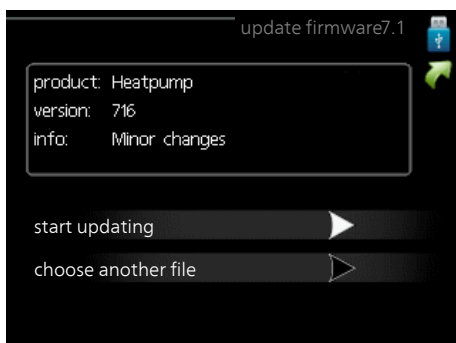 update firmware7.1
product: Heatpump
version: 716
info: Minor changes
start updating
choose another file